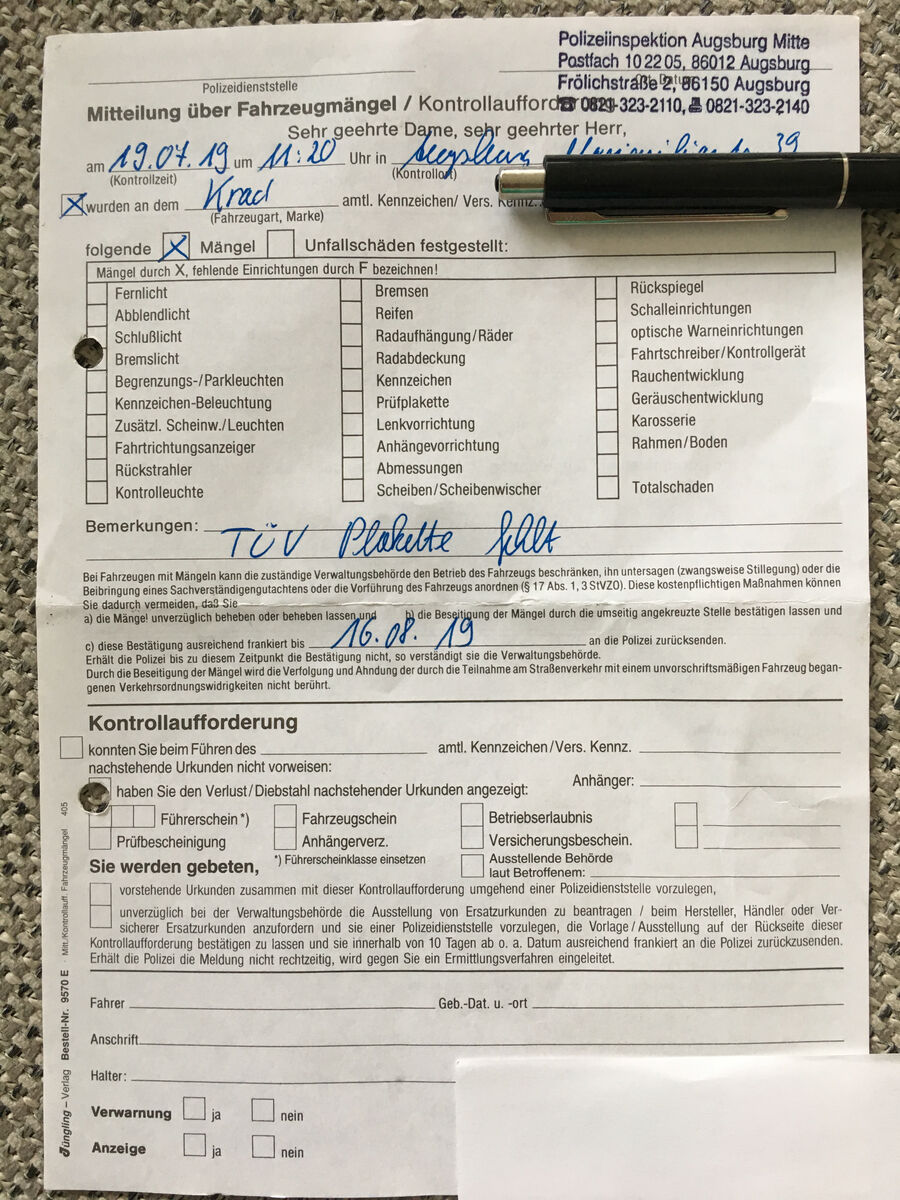 Polizeiinspektion Augsburg Mitte
Postfach 10 22 05, 86012 Augsburg
Frölichstraße 2, 86150 Augsburg
☎ 0821-323-2110, 0821-323-2140
Polizeidienststelle
Mitteilung über Fahrzeugmängel / Kontrollaufforderung
Sehr geehrte Dame, sehr geehrter Herr,
am 19.07.19 um 11:20 Uhr in Augsburg 39
(Kontrollzeit) (Kontrollort)
X wurden an dem Krad amtl. Kennzeichen/ Vers. Kennz.
(Fahrzeugart, Marke)
folgende X Mängel Unfallschäden festgestellt:
Mängel durch X, fehlende Einrichtungen durch F bezeichnen!
Fernlicht
Abblendlicht
Schlußlicht
Bremslicht
Begrenzungs-/Parkleuchten
Kennzeichen-Beleuchtung
Zusätzl. Scheinw./Leuchten
Fahrtrichtungsanzeiger
Rückstrahler
Kontrolleuchte
Bremsen
Reifen
Radaufhängung/Räder
Radabdeckung
Kennzeichen
Prüfplakette
Lenkvorrichtung
Anhängevorrichtung
Abmessungen
Scheiben/Scheibenwischer
Rückspiegel
Schalleinrichtungen
optische Warneinrichtungen
Fahrtschreiber/Kontrollgerät
Rauchentwicklung
Geräuschentwicklung
Karosserie
Rahmen/Boden
Totalschaden
Bemerkungen: TÜV Plakette fehlt
Bei Fahrzeugen mit Mängeln kann die zuständige Verwaltungsbehörde den Betrieb des Fahrzeugs beschränken, ihn untersagen (zwangsweise Stillegung) oder die
Beibringung eines Sachverständigengutachtens oder die Vorführung des Fahrzeugs anordnen (§ 17 Abs. 1, 3 StVZO). Diese kostenpflichtigen Maßnahmen können
Sie dadurch vermeiden, daß Sie
a) die Mängel unverzüglich beheben oder beheben lassen und b) die Beseitigung der Mängel durch die umseitig angekreuzte Stelle bestätigen lassen und
c) diese Bestätigung ausreichend frankiert bis 16.08.19 an die Polizei zurücksenden.
Erhält die Polizei bis zu diesem Zeitpunkt die Bestätigung nicht, so verständigt sie die Verwaltungsbehörde.
Durch die Beseitigung der Mängel wird die Verfolgung und Ahndung der durch die Teilnahme am Straßenverkehr mit einem unvorschriftsmäßigen Fahrzeug began-
genen Verkehrsordnungswidrigkeiten nicht berührt.
Kontrollaufforderung
konnten Sie beim Führen des amtl. Kennzeichen/Vers. Kennz.
nachstehende Urkunden nicht vorweisen:
Anhänger:
haben Sie den Verlust/Diebstahl nachstehender Urkunden angezeigt:
Führerschein *) Fahrzeugschein Betriebserlaubnis
Prüfbescheinigung Anhängerverz. Versicherungsbeschein.
Sie werden gebeten, *) Führerscheinklasse einsetzen Ausstellende Behörde
laut Betroffenem:
vorstehende Urkunden zusammen mit dieser Kontrollaufforderung umgehend einer Polizeidienststelle vorzulegen,
unverzüglich bei der Verwaltungsbehörde die Ausstellung von Ersatzurkunden zu beantragen / beim Hersteller, Händler oder Ver-
sicherer Ersatzurkunden anzufordern und sie einer Polizeidienststelle vorzulegen, die Vorlage/Ausstellung auf der Rückseite dieser
Kontrollaufforderung bestätigen zu lassen und sie innerhalb von 10 Tagen ab o. a. Datum ausreichend frankiert an die Polizei zurückzusenden.
Erhält die Polizei die Meldung nicht rechtzeitig, wird gegen Sie ein Ermittlungsverfahren eingeleitet.
Fahrer Geb.-Dat. u. -ort
Anschrift
Halter:
Verwarnung ja nein
Anzeige ja nein
Jüngling – Verlag Bestell-Nr. 9570 E · Mitt./Kontrollauff. Fahrzeugmängel 405